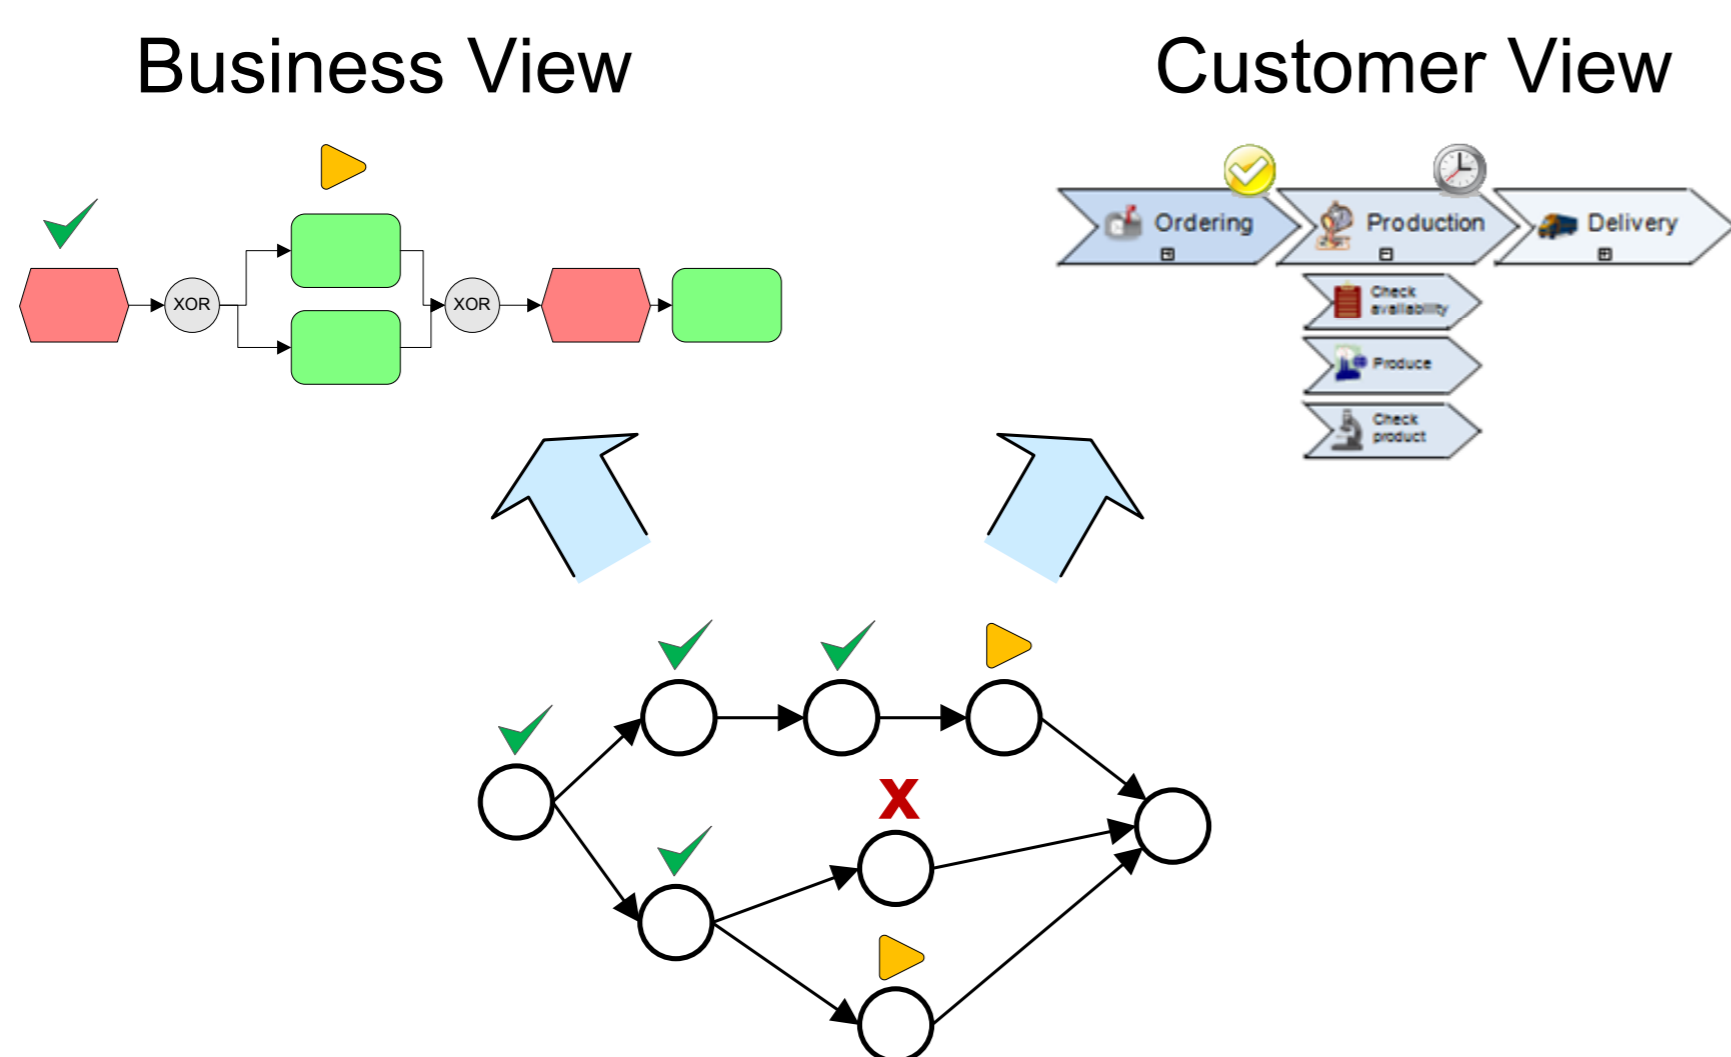 Business View
Customer View
XOR
XOR
Ordering
Production
Delivery
Check
availability
Produce
Check
product
X